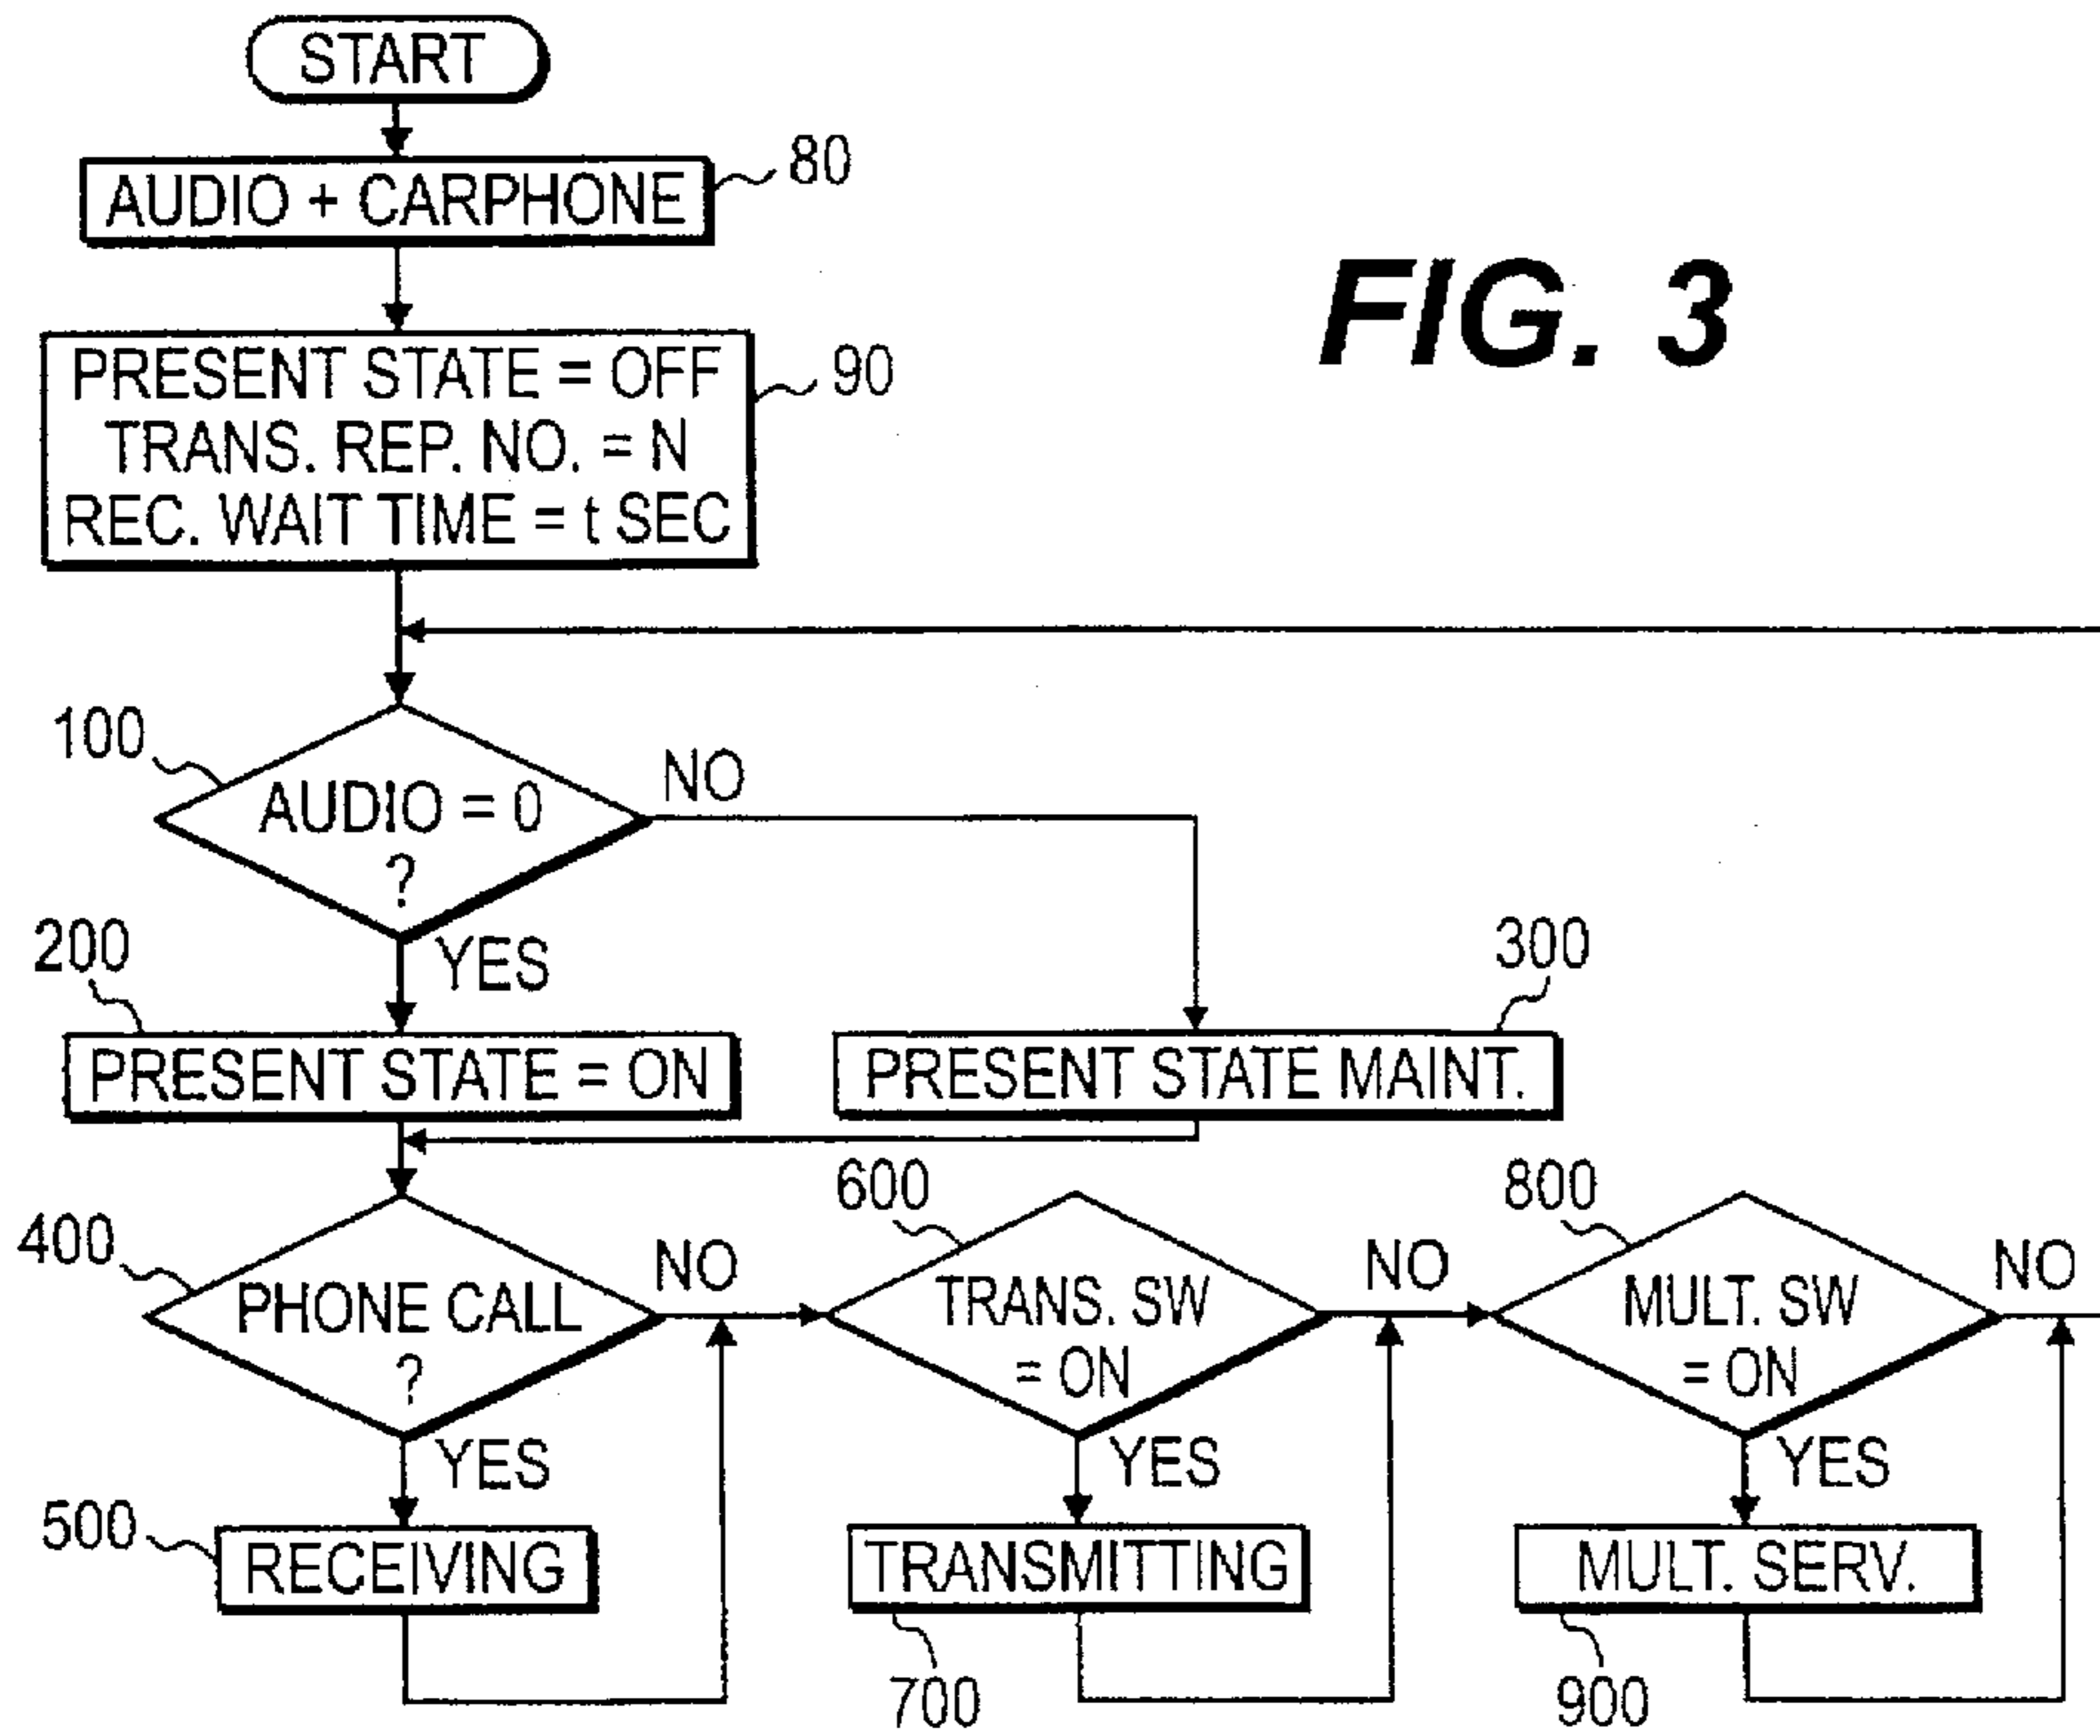 START
AUDIO + CARPHONE
80
FIG. 3
PRESENT STATE = OFF
TRANS. REP. NO. = N
REC. WAIT TIME = t SEC
90
100
AUDIO = 0
?
NO
YES
200
PRESENT STATE = ON
300
PRESENT STATE MAINT.
400
PHONE CALL
?
NO
YES
500
RECEIVING
600
TRANS. SW
= ON
NO
YES
TRANSMITTING
700
800
MULT. SW
= ON
NO
YES
MULT. SERV.
900